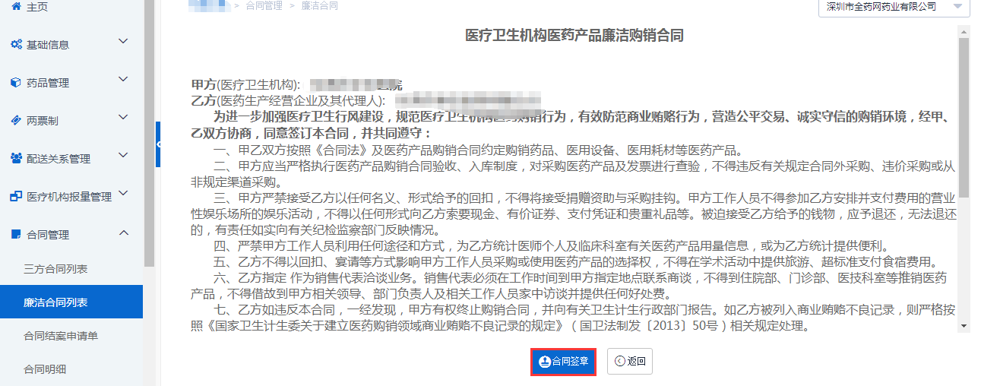 主页
基础信息
药品管理
两票制
配送关系管理
医疗机构报量管理
合同管理
三方合同列表
廉洁合同列表
合同结案申请单
合同明细
> 合同管理 > 廉洁合同
深圳市全药网药业有限公司
医疗卫生机构医药产品廉洁购销合同
甲方(医疗卫生机构):
乙方(医药生产经营企业及其代理人):
为进一步加强医疗卫生行风建设，规范医疗卫生机构医药购销行为，有效防范商业贿赂行为，营造公平交易、诚实守信的购销环境，经甲、
乙双方协商，同意签订本合同，并共同遵守：
一、甲乙双方按照《合同法》及医药产品购销合同约定购销药品、医用设备、医用耗材等医药产品。
二、甲方应当严格执行医药产品购销合同验收、入库制度，对采购医药产品及发票进行查验，不得违反有关规定合同外采购、违价采购或从
非规定渠道采购。
三、甲方严禁接受乙方以任何名义、形式给予的回扣，不得将接受捐赠资助与采购挂钩。甲方工作人员不得参加乙方安排并支付费用的营业
性娱乐场所的娱乐活动，不得以任何形式向乙方索要现金、有价证券、支付凭证和贵重礼品等。被迫接受乙方给予的钱物，应予退还，无法退还
的，有责任如实向有关纪检监察部门反映情况。
四、严禁甲方工作人员利用任何途径和方式，为乙方统计医师个人及临床科室有关医药产品用量信息，或为乙方统计提供便利。
五、乙方不得以回扣、宴请等方式影响甲方工作人员采购或使用医药产品的选择权，不得在学术活动中提供旅游、超标准支付食宿费用。
六、乙方指定 作为销售代表洽谈业务。销售代表必须在工作时间到甲方指定地点联系商谈，不得到住院部、门诊部、医技科室等推销医药
产品，不得借故到甲方相关领导、部门负责人及相关工作人员家中访谈并提供任何好处费。
七、乙方如违反本合同，一经发现，甲方有权终止购销合同，并向有关卫生计生行政部门报告。如乙方被列入商业贿赂不良记录，则严格按
照《国家卫生计生委关于建立医药购销领域商业贿赂不良记录的规定》（国卫法制发〔2013〕50号）相关规定处理。
合同签章
返回